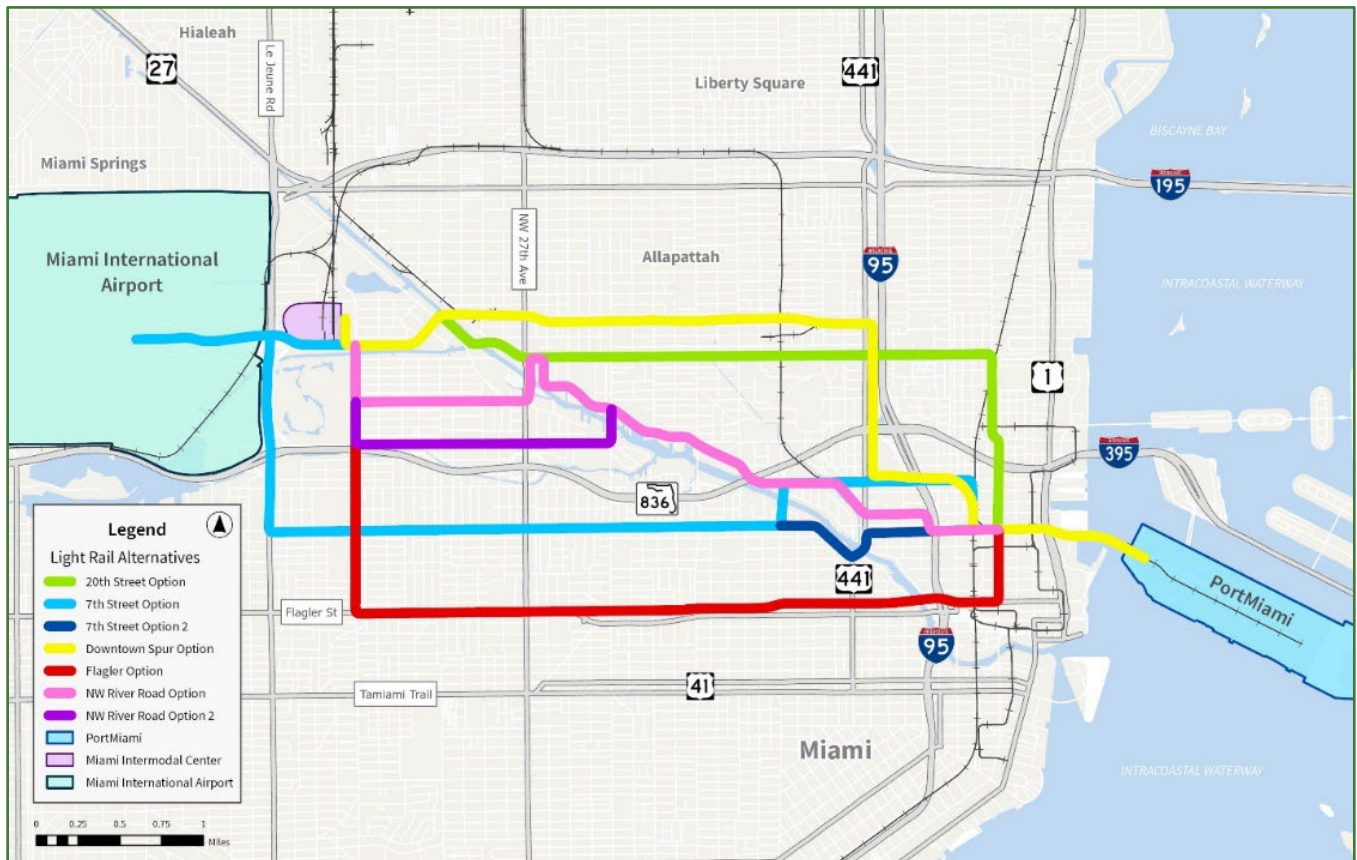 Hialeah
27
Le Jeune Rd
441
Liberty Square
BISCAYNE BAY
Miami Springs
INTERSTATE
195
NW 27th Ave
Miami International
Airport
Allapattah
INTERSTATE
95
INTRACOASTAL WATERWAY
1
INTERSTATE
395
836
Legend
Light Rail Alternatives
20th Street Option
7th Street Option
7th Street Option 2
Downtown Spur Option
Flagler Option
NW River Road Option
NW River Road Option 2
PortMiami
Miami Intermodal Center
Miami International Airport
0 0.25 0.5 0.75 1
Miles
441
PortMiami
Flagler St
INTERSTATE
95
Tamiami Trail
41
Miami
INTRACOASTAL WATERWAY